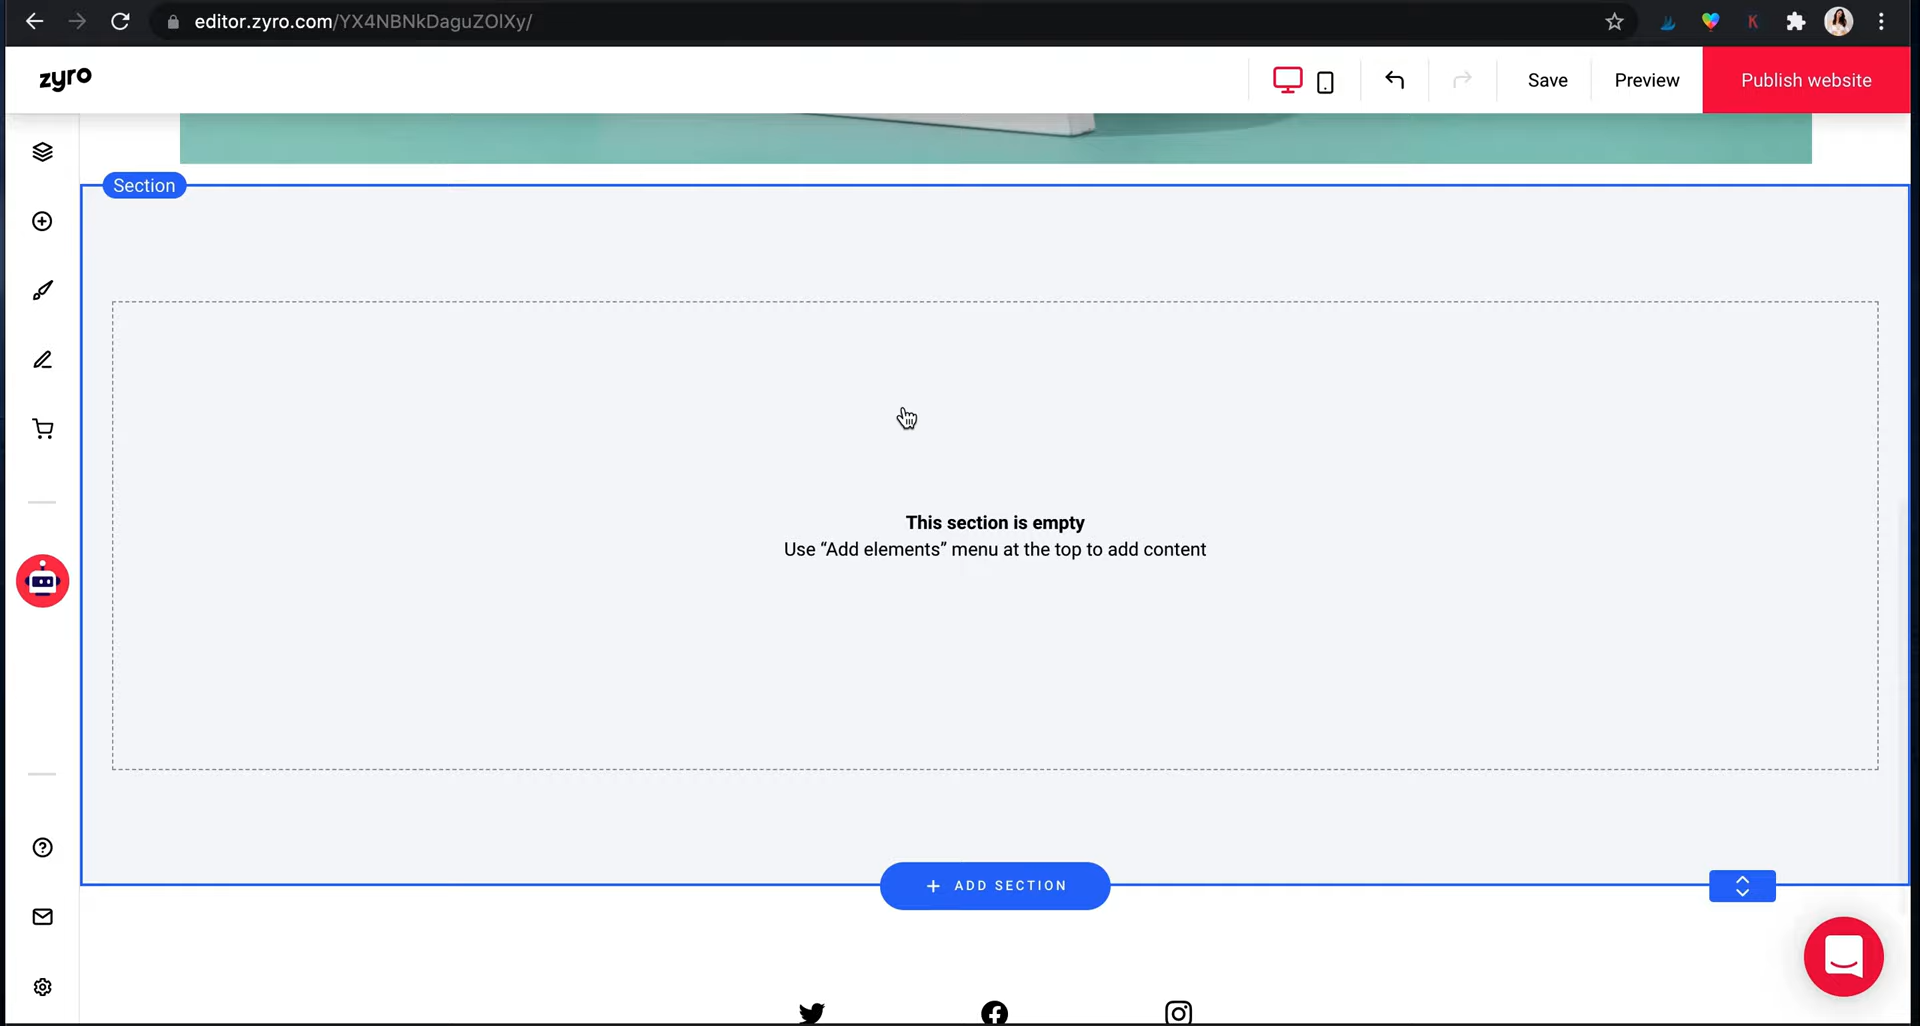 editor.zyro.com/YX4NBNkDaguZOlXy/
K
zyro
Save
Preview
Publish website
Section
This section is empty
Use “Add elements” menu at the top to add content
+ ADD SECTION